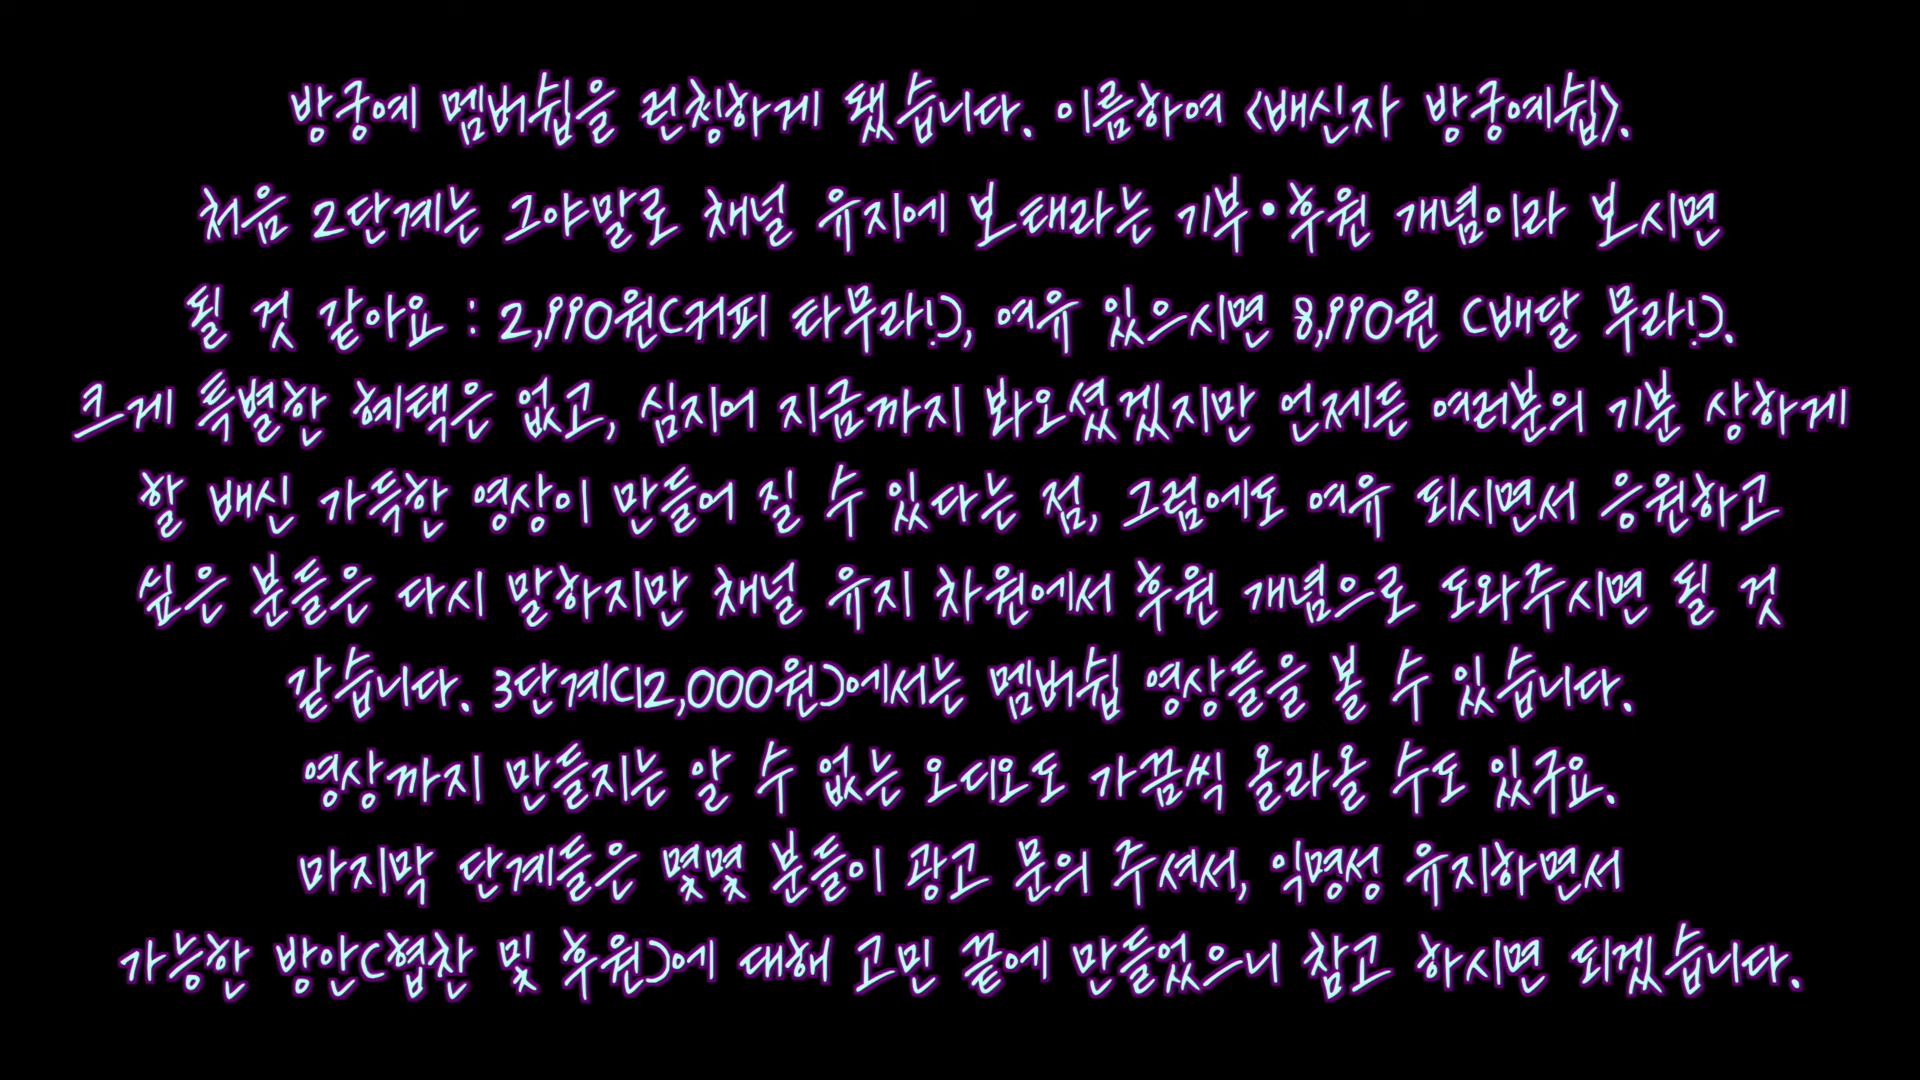 방궁예 멤버쉽을 런칭하게 됐습니다. 이름하여 <배신자 방궁예쉽>.
처음 2단계는 그야말로 채널 유지에 보태라는 기부•후원 개념이라 보시면
될 것 같아요 : 2,990원(커피 타무라!), 여유 있으시면 8,990원 (배달 무라!).
크게 특별한 혜택은 없고, 심지어 지금까지 봐오셨겠지만 언제든 여러분의 기분 상하게
할 배신 가득한 영상이 만들어 질 수 있다는 점, 그럼에도 여유 되시면서 응원하고
싶은 분들은 다시 말하지만 채널 유지 차원에서 후원 개념으로 도와주시면 될 것
같습니다. 3단계(12,000원)에서는 멤버쉽 영상들을 볼 수 있습니다.
영상까지 만들지는 알 수 없는 오디오도 가끔씩 올라올 수도 있구요.
마지막 단계들은 몇몇 분들이 광고 문의 주셔서, 익명성 유지하면서
가능한 방안(협찬 및 후원)에 대해 고민 끝에 만들었으니 참고 하시면 되겠습니다.